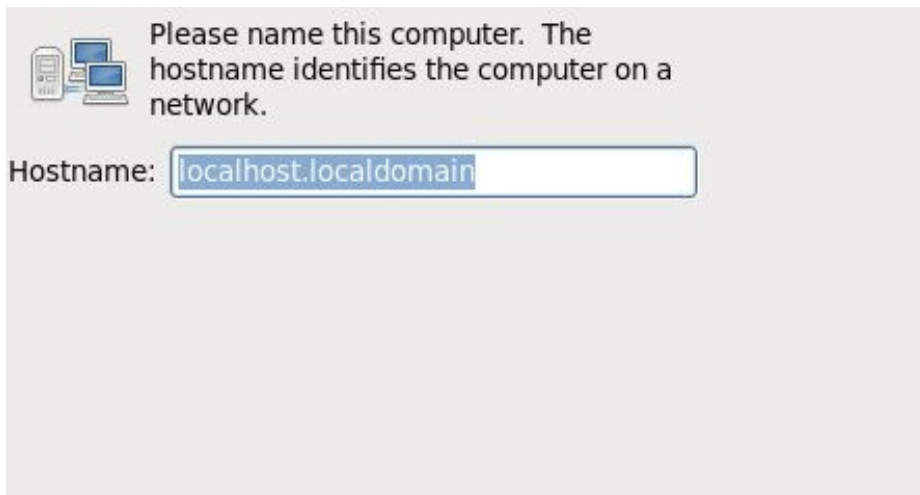 Please name this computer.  The
hostname identifies the computer on a
network.
Hostname: localhost.localdomain